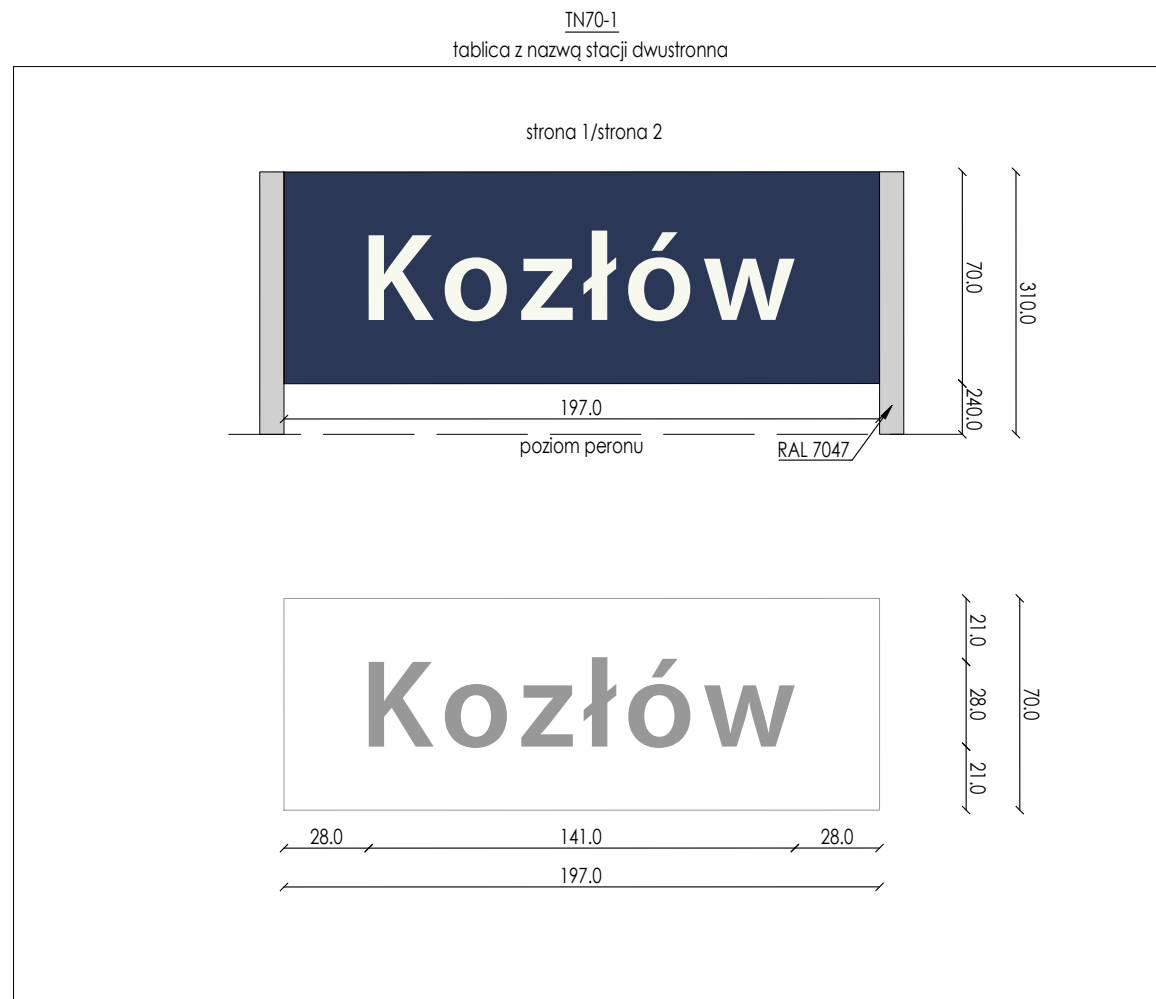 TN70-1
tablica z nazwą stacji dwustronna
strona 1/strona 2
Kozłów
70.0
310.0
240.0
197.0
poziom peronu
RAL 7047
Kozłów
21.0
28.0
70.0
21.0
28.0
141.0
28.0
197.0